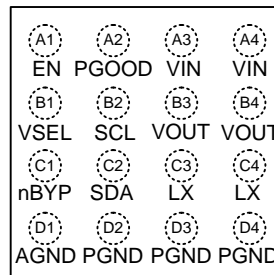 A1 A2 A3 A4
EN PGOOD VIN VIN
B1 B2 B3 B4
VSEL SCL VOUT VOUT
C1 C2 C3 C4
nBYP SDA LX LX
D1 D2 D3 D4
AGND PGND PGND PGND